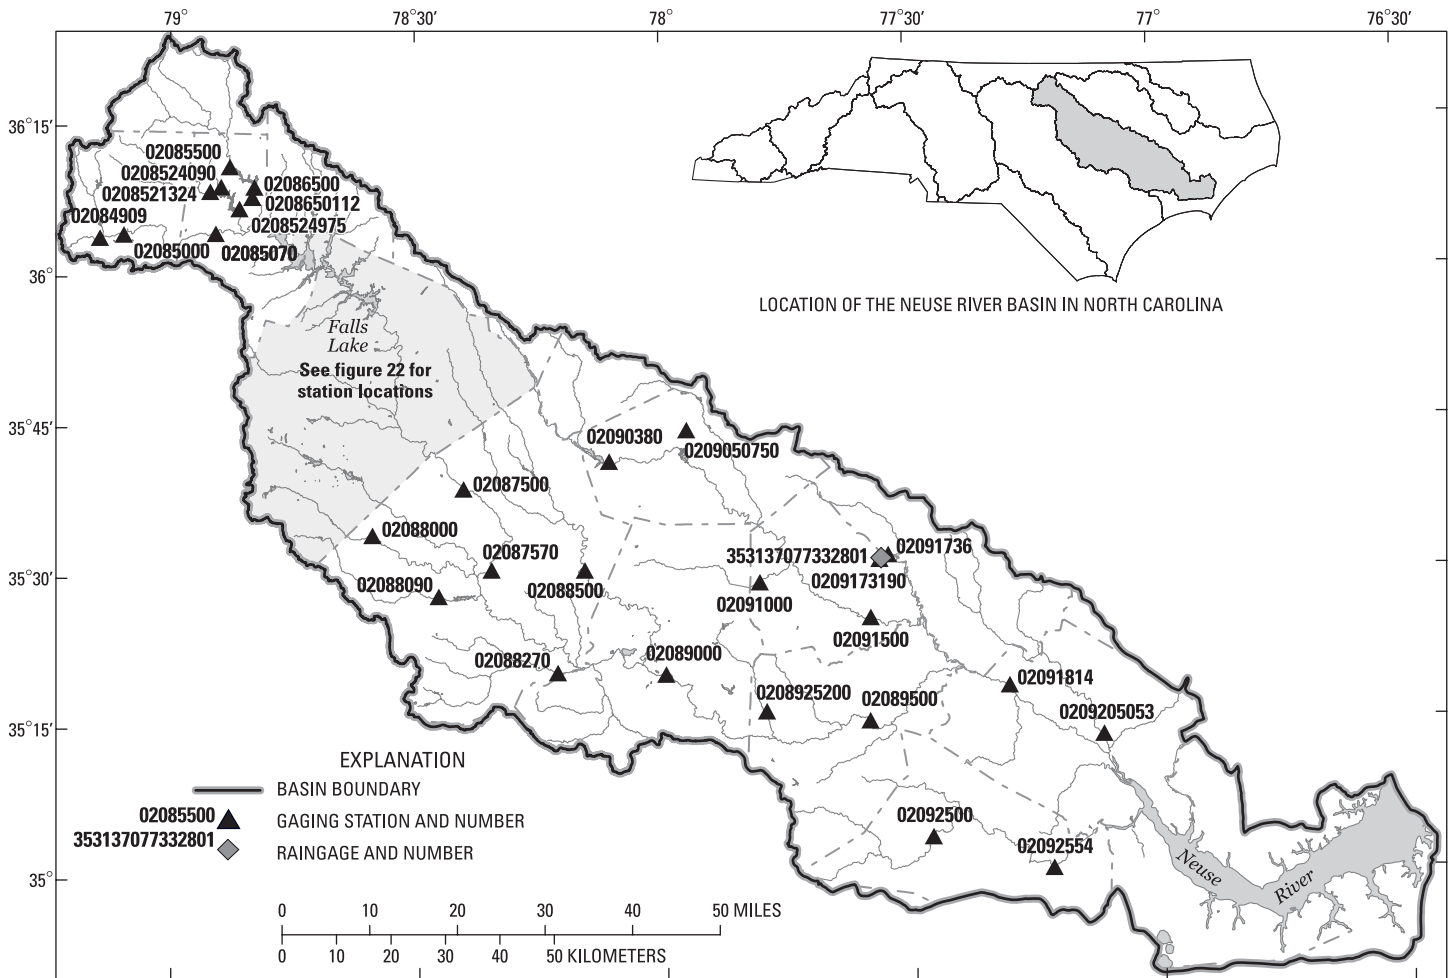 79° 78°30′ 78° 77°30′ 77° 76°30′
36°15′
36°
35°45′
35°30′
35°15′
35°
02085500
0208524090
0208521324
02084909
02086500
0208650112
0208524975
02085000
02085070
LOCATION OF THE NEUSE RIVER BASIN IN NORTH CAROLINA
Falls
Lake
See figure 22 for
station locations
02090380
0209050750
02087500
02088000
02087570
02088090
02088500
353137077332801
02091736
0209173190
02091000
02091500
02088270
02089000
0208925200
02089500
02091814
0209205053
02092500
02092554
Neuse
River
EXPLANATION
BASIN BOUNDARY
02085500 GAGING STATION AND NUMBER
353137077332801 RAINGAGE AND NUMBER
0 10 20 30 40 50 MILES
0 10 20 30 40 50 KILOMETERS